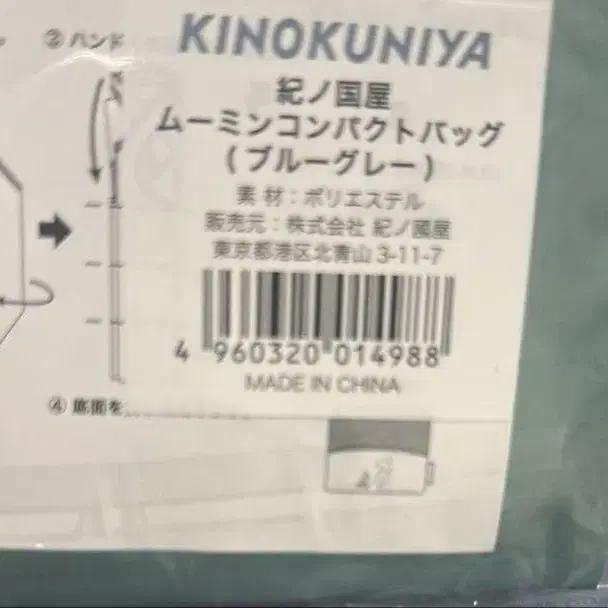 ③ハンド
KINOKUNIYA
紀ノ国屋
ムーミンコンパクトバッグ
(ブルーグレー)
素 材：ポリエステル
販売元：株式会社 紀ノ國屋
東京都港区北青山 3-11-7
4 960320 014988
MADE IN CHINA
④ 底面を